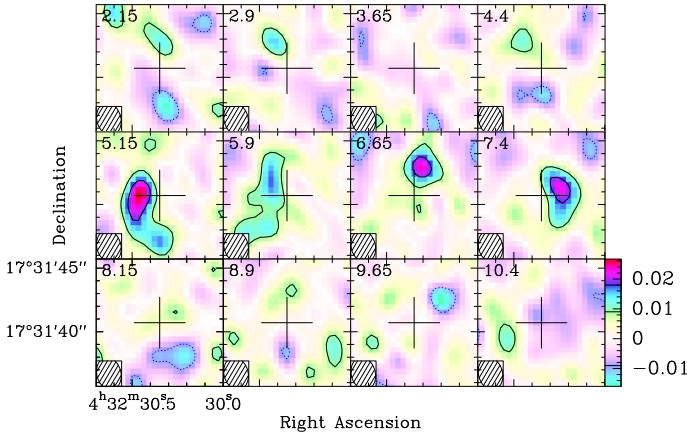 2.15 2.9 3.65 4.4
5.15 5.9 6.65 7.4
Declination
17°31′45″ 8.15 8.9 9.65 10.4
0.02
0.01
17°31′40″ 0
−0.01
4ʰ32ᵐ30ˢ.5 30ˢ.0
Right Ascension